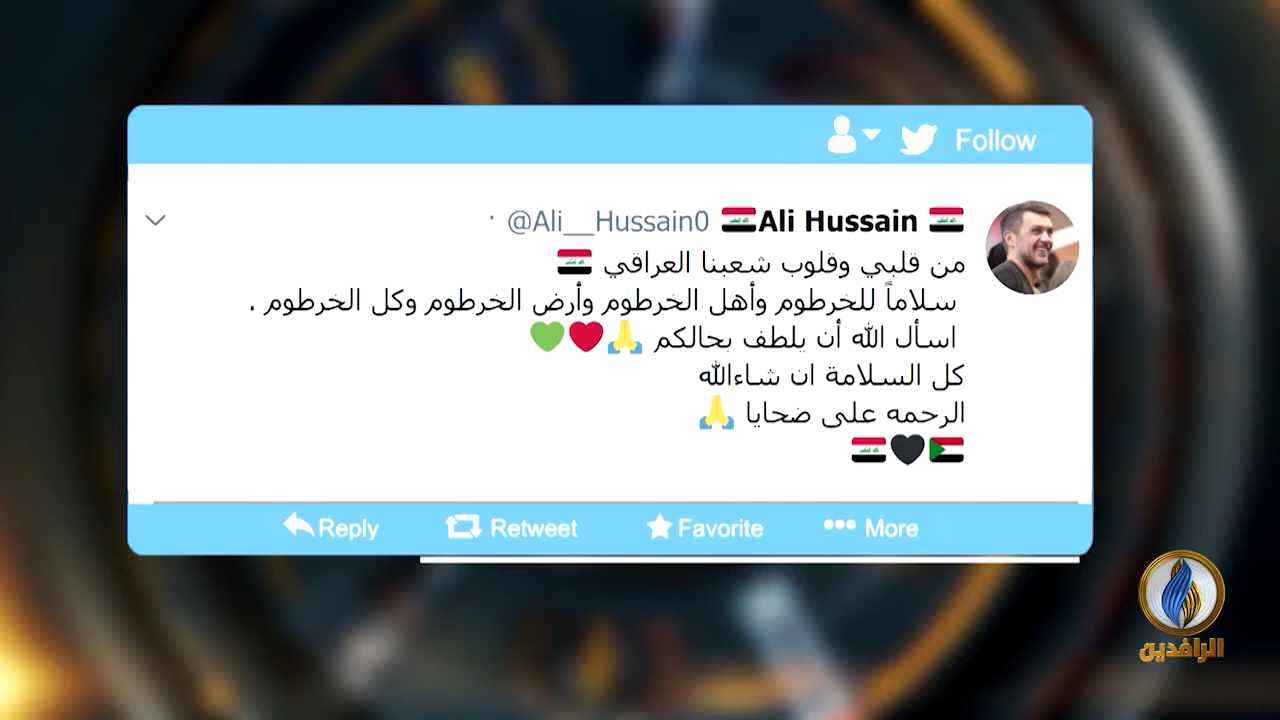 Follow
🇮🇶 Ali Hussain🇮🇶 @Ali__Hussain0 ·
من قلبي وقلوب شعبنا العراقي 🇮🇶
سلاماً للخرطوم وأهل الخرطوم وأرض الخرطوم وكل الخرطوم .
اسأل الله أن يلطف بحالكم 🙏❤️💚
كل السلامة ان شاءالله
الرحمه على ضحايا 🙏
🇸🇩🖤🇮🇶
Reply Retweet Favorite More
الرافدين